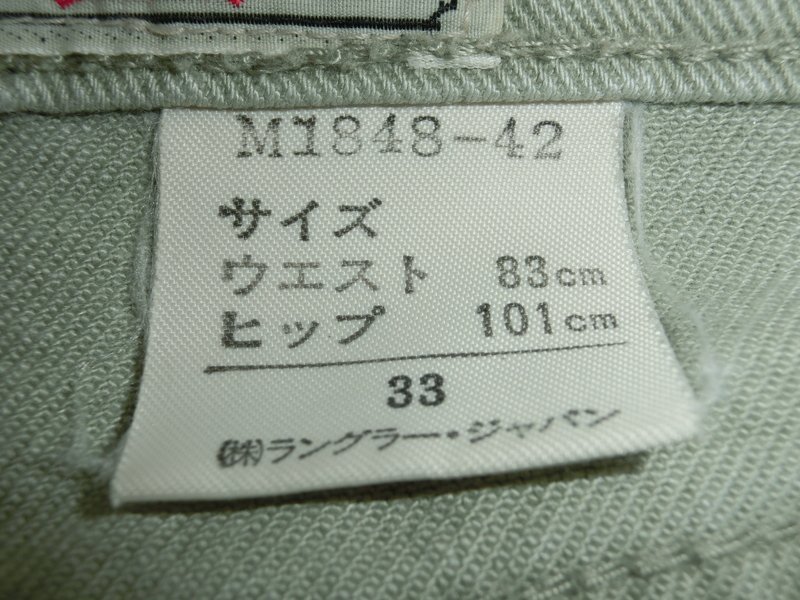 M1848-42
サイズ
ウエスト 83cm
ヒップ 101cm
33
㈱ラングラー・ジャパン